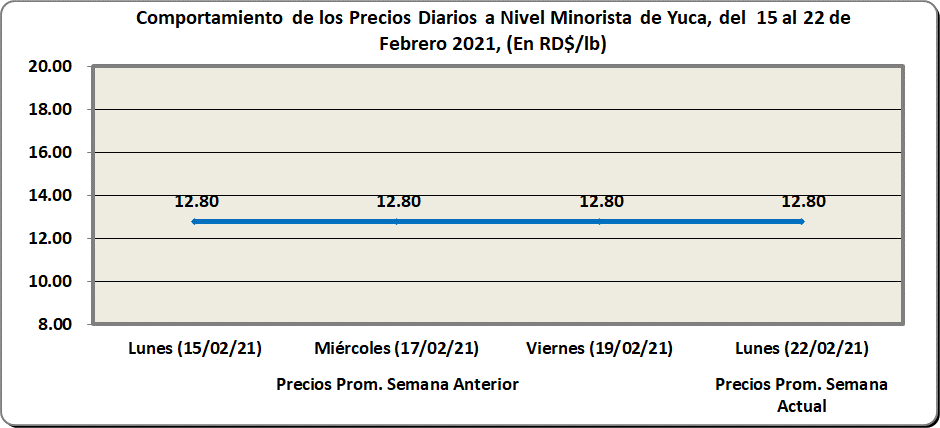 Comportamiento de los Precios Diarios a Nivel Minorista de Yuca, del 15 al 22 de
Febrero 2021, (En RD$/lb)
20.00
18.00
16.00
14.00
12.00
10.00
8.00
12.80 12.80 12.80 12.80
Lunes (15/02/21) Miércoles (17/02/21) Viernes (19/02/21) Lunes (22/02/21)
Precios Prom. Semana Anterior Precios Prom. Semana
Actual